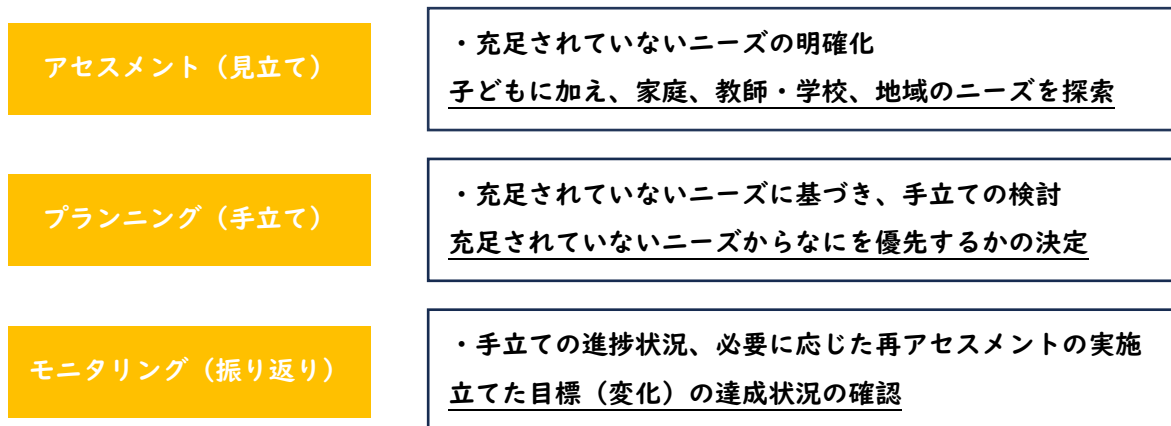 アセスメント（見立て）
・充足されていないニーズの明確化
子どもに加え、家庭、教師・学校、地域のニーズを探索
プランニング（手立て）
・充足されていないニーズに基づき、手立ての検討
充足されていないニーズからなにを優先するかの決定
モニタリング（振り返り）
・手立ての進捗状況、必要に応じた再アセスメントの実施
立てた目標（変化）の達成状況の確認